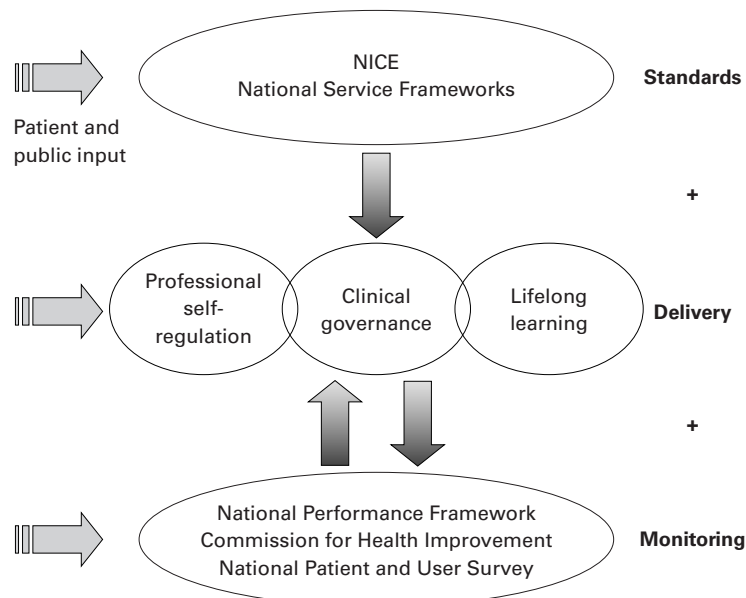 NICE
National Service Frameworks
Standards
Patient and
public input
+
Professional
self-
regulation
Clinical
governance
Lifelong
learning
Delivery
+
National Performance Framework
Commission for Health Improvement
National Patient and User Survey
Monitoring